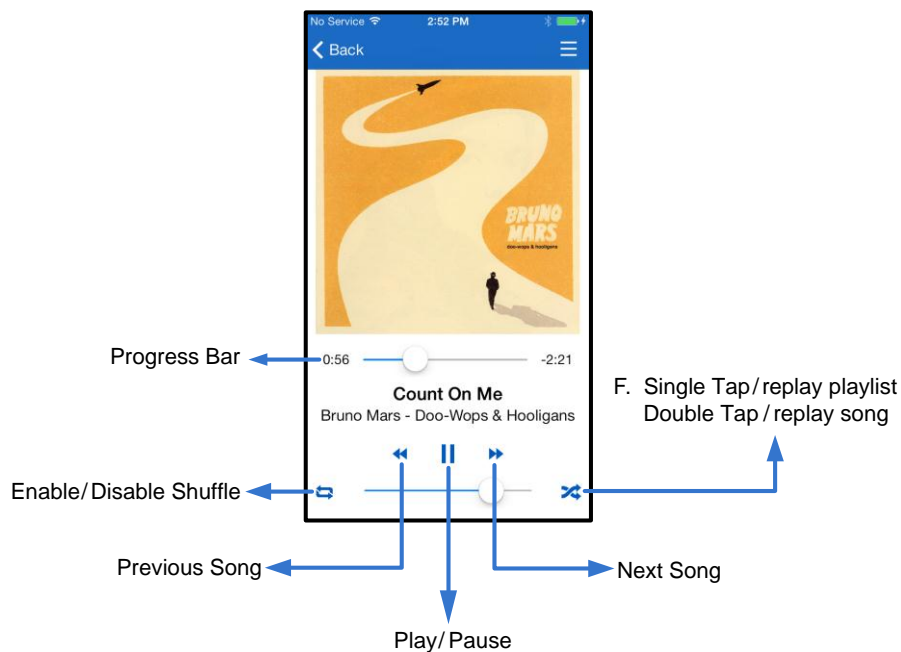 No Service 2:52 PM
Back
BRUNO
MARS
doo-wops & hooligans
Progress Bar
0:56 -2:21
Count On Me
Bruno Mars - Doo-Wops & Hooligans
F. Single Tap/replay playlist
Double Tap/replay song
Enable/Disable Shuffle
Previous Song
Next Song
Play/Pause